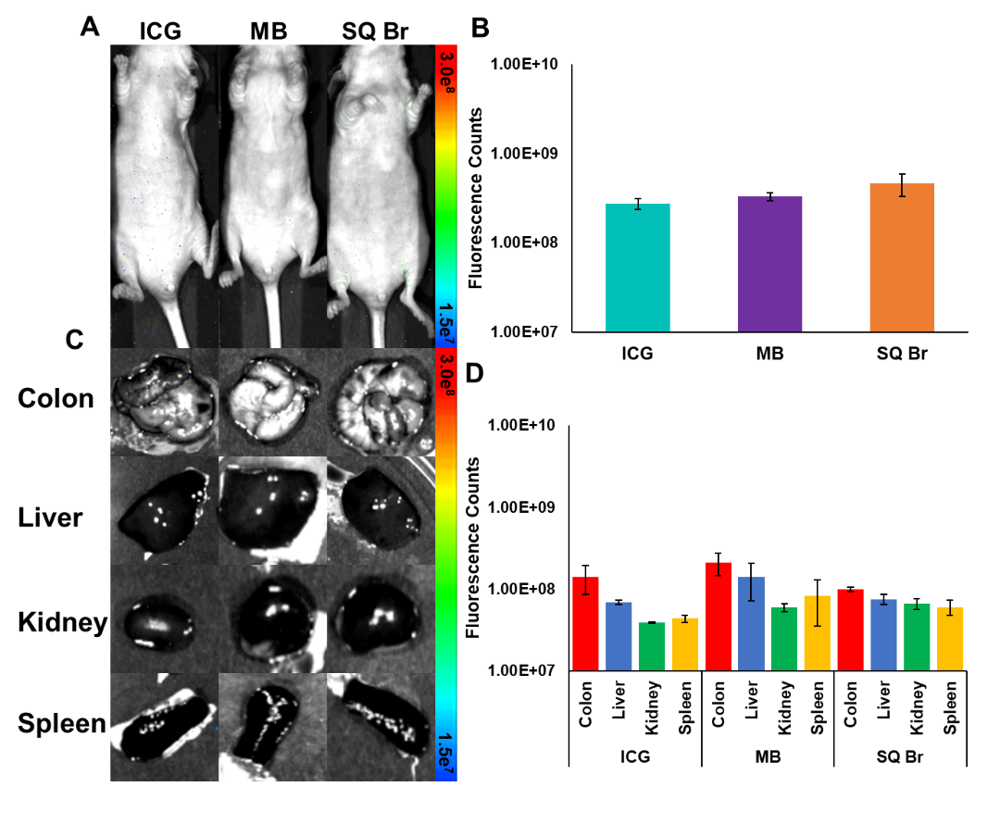 A
ICG
MB
SQ Br
3.0e8
1.5e7
B
Fluorescence Counts
1.00E+10
1.00E+09
1.00E+08
1.00E+07
ICG
MB
SQ Br
C
Colon
Liver
Kidney
Spleen
3.0e8
1.5e7
D
Fluorescence Counts
1.00E+10
1.00E+09
1.00E+08
1.00E+07
Colon
Liver
Kidney
Spleen
Colon
Liver
Kidney
Spleen
Colon
Liver
Kidney
Spleen
ICG
MB
SQ Br